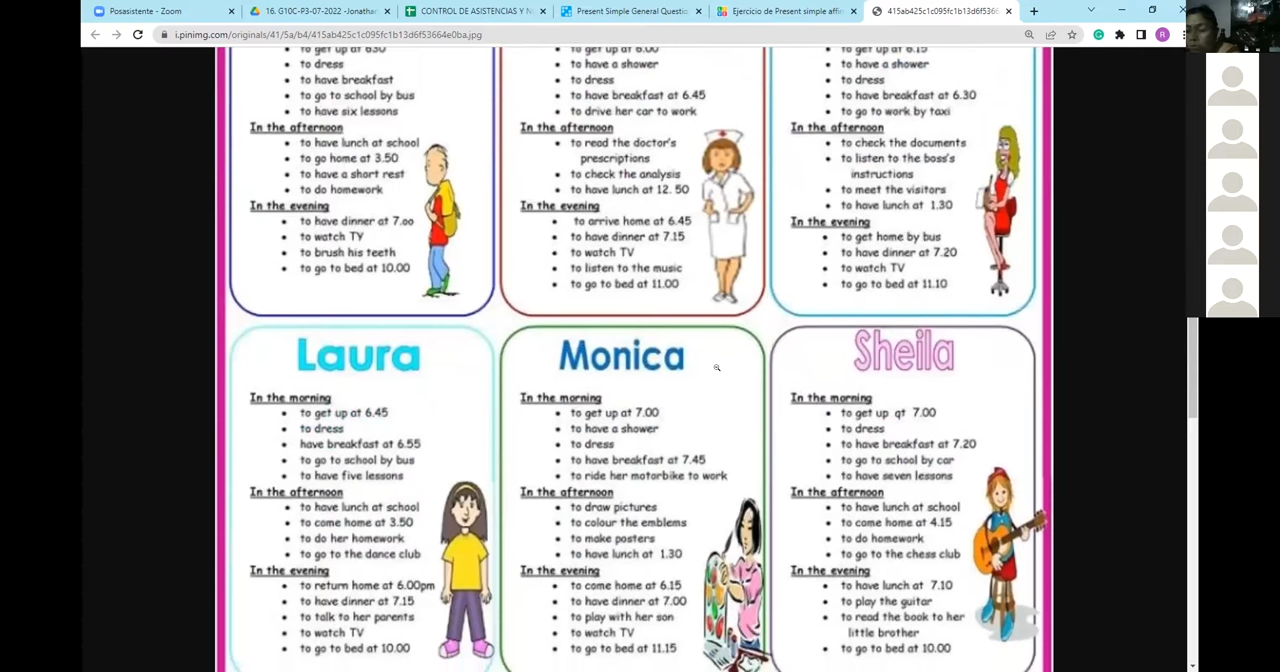 Posasistente - Zoom
16. G10C-P3-07-2022 -Jonathan
CONTROL DE ASISTENCIAS Y N
Present Simple General Questio
Ejercicio de Present simple affi
415ab425c1c095fc1b13d6f5366
i.pinimg.com/originals/41/5a/b4/415ab425c1c095fc1b13d6f53664e0ba.jpg
R
to get up at 630
to dress
to have breakfast
to go to school by bus
to have six lessons
In the afternoon
to have lunch at school
to go home at 3.50
to have a short rest
to do homework
In the evening
to have dinner at 7.oo
to watch TY
to brush his teeth
to go to bed at 10.00
to get up at 6.00
to have a shower
to dress
to have breakfast at 6.45
to drive her car to work
In the afternoon
to read the doctor's
prescriptions
to check the analysis
to have lunch at 12. 50
In the evening
to arrive home at 6.45
to have dinner at 7.15
to watch TV
to listen to the music
to go to bed at 11.00
to get up at 6.15
to have a shower
to dress
to have breakfast at 6.30
to go to work by taxi
In the afternoon
to check the documents
to listen to the boss's
instructions
to meet the visitors
to have lunch at 1.30
In the evening
to get home by bus
to have dinner at 7.20
to watch TV
to go to bed at 11.10
Laura
In the morning
to get up at 6.45
to dress
have breakfast at 6.55
to go to school by bus
to have five lessons
In the afternoon
to have lunch at school
to come home at 3.50
to do her homework
to go to the dance club
In the evening
to return home at 6.00pm
to have dinner at 7.15
to talk to her parents
to watch TV
to go to bed at 10.00
Monica
In the morning
to get up at 7.00
to have a shower
to dress
to have breakfast at 7.45
to ride her motorbike to work
In the afternoon
to draw pictures
to colour the emblems
to make posters
to have lunch at 1.30
In the evening
to come home at 6.15
to have dinner at 7.00
to play with her son
to watch TV
to go to bed at 11.15
Sheila
In the morning
to get up qt 7.00
to dress
to have breakfast at 7.20
to go to school by car
to have seven lessons
In the afternoon
to have lunch at school
to come home at 4.15
to do homework
to go to the chess club
In the evening
to have lunch at 7.10
to play the guitar
to read the book to her
little brother
to go to bed at 10.00